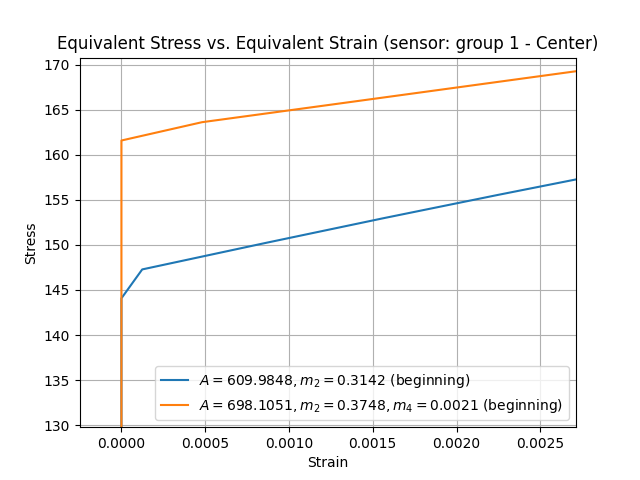 Equivalent Stress vs. Equivalent Strain (sensor: group 1 - Center)
170
165
160
155
150
145
140
135
130
Stress
A = 609.9848, m₂ = 0.3142 (beginning)
A = 698.1051, m₂ = 0.3748, m₄ = 0.0021 (beginning)
0.0000 0.0005 0.0010 0.0015 0.0020 0.0025
Strain